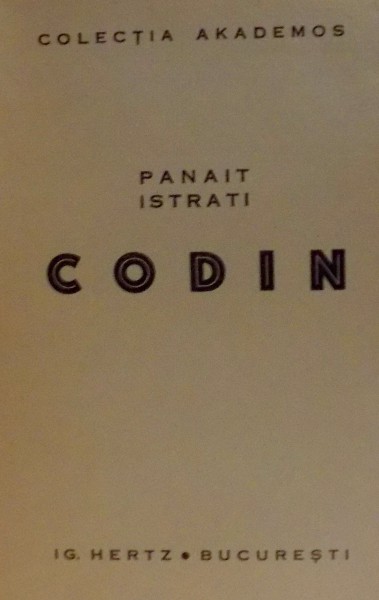 COLECȚIA AKADEMOS
PANAIT
ISTRATI
CODIN
IG. HERTZ • BUCUREȘTI